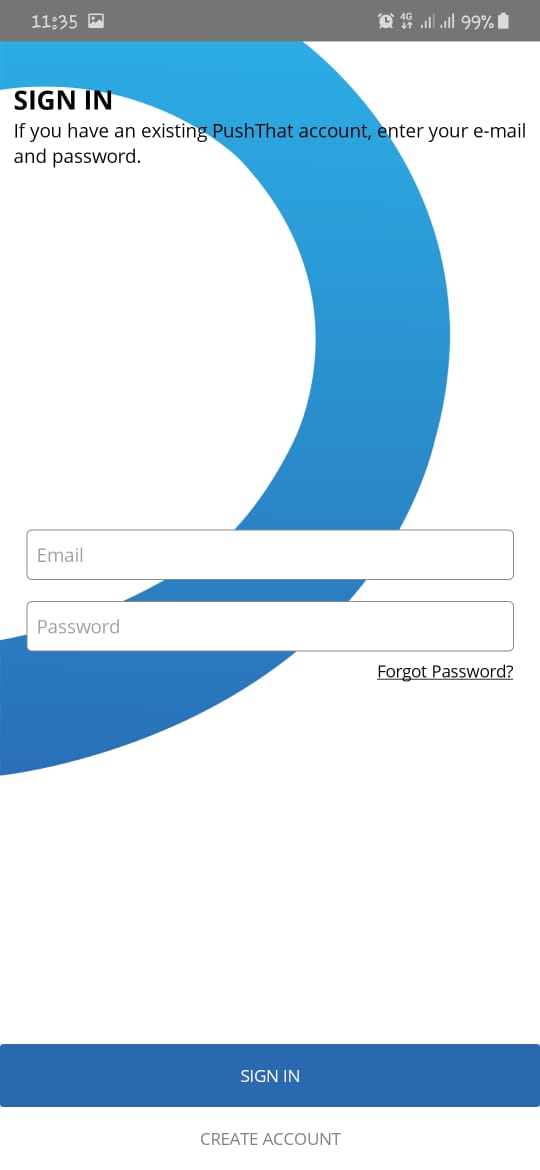 11:35
4G
99%
SIGN IN
If you have an existing PushThat account, enter your e-mail
and password.
Email
Password
Forgot Password?
SIGN IN
CREATE ACCOUNT